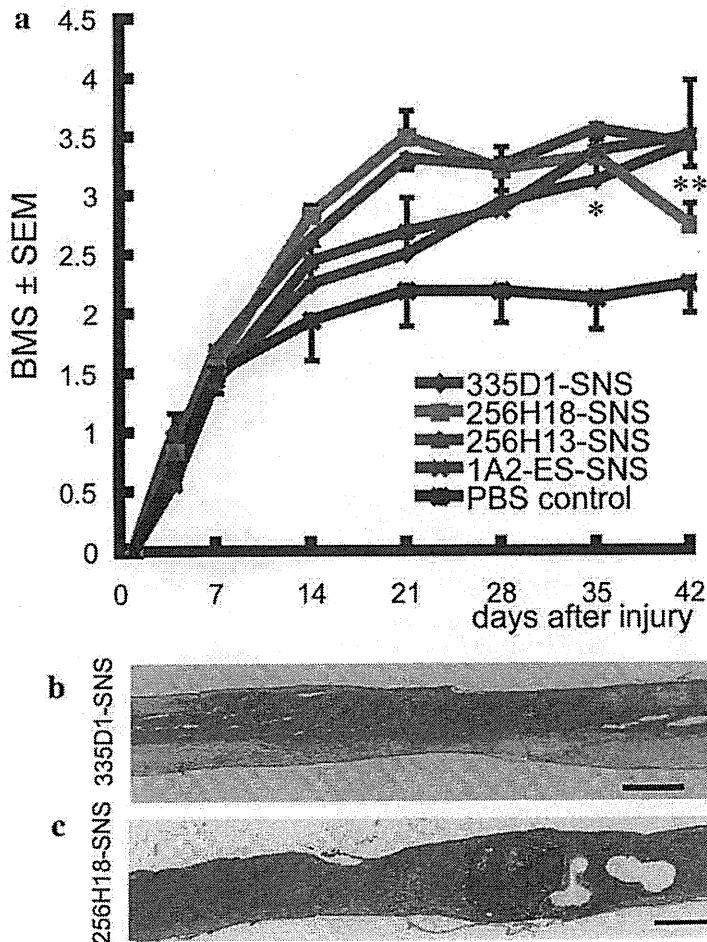 a
4.5
4
3.5
3
2.5
2
1.5
1
0.5
0
BMS ± SEM
*
**
335D1-SNS
256H18-SNS
256H13-SNS
1A2-ES-SNS
PBS control
0 7 14 21 28 35 42
days after injury
b
335D1-SNS
c
256H18-SNS